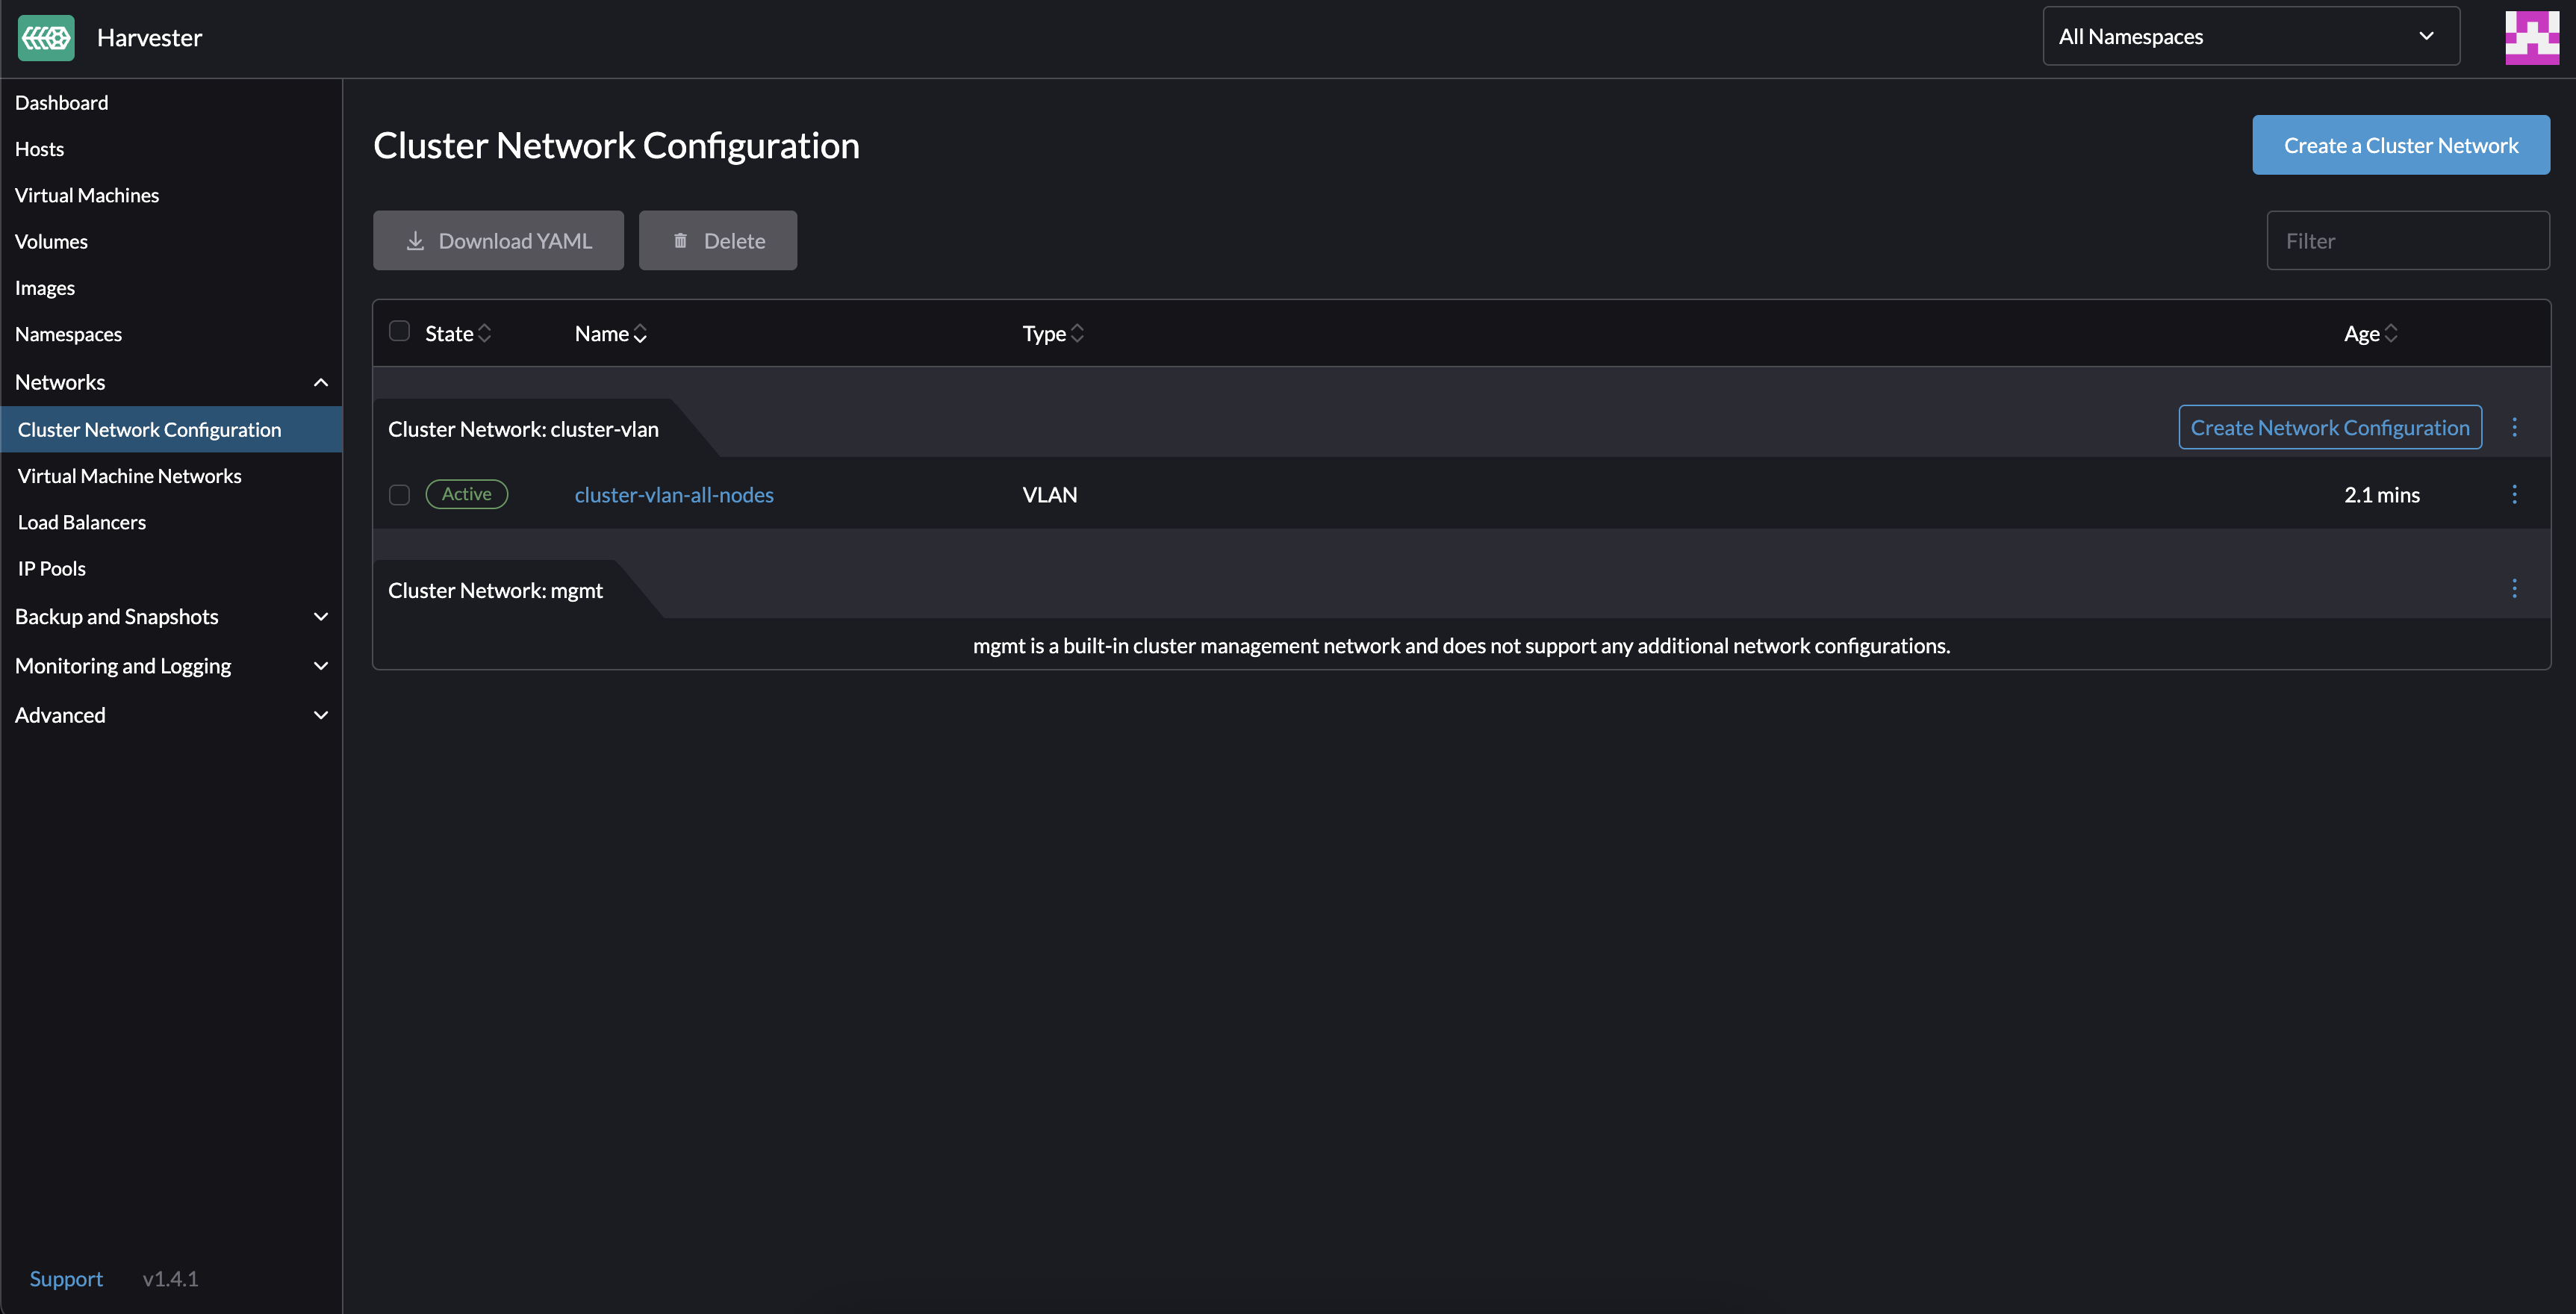 Harvester
All Namespaces
Dashboard
Hosts
Virtual Machines
Volumes
Images
Namespaces
Networks
Cluster Network Configuration
Virtual Machine Networks
Load Balancers
IP Pools
Backup and Snapshots
Monitoring and Logging
Advanced
Support v1.4.1
Cluster Network Configuration
Create a Cluster Network
Download YAML Delete Filter
State Name Type Age
Cluster Network: cluster-vlan Create Network Configuration
Active cluster-vlan-all-nodes VLAN 2.1 mins
Cluster Network: mgmt
mgmt is a built-in cluster management network and does not support any additional network configurations.